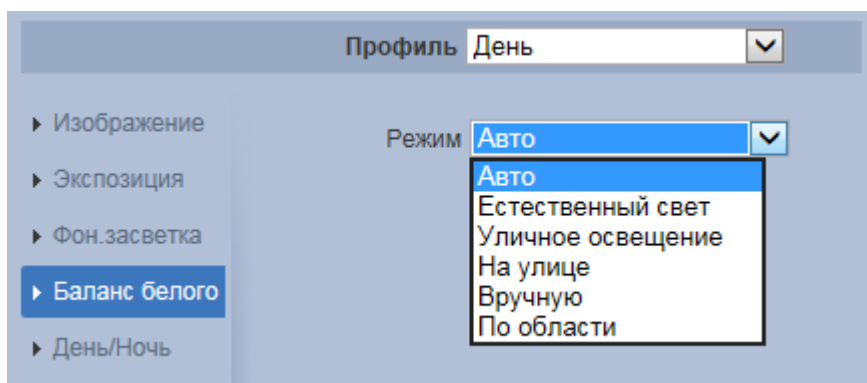 Профиль День
Изображение
Режим Авто
Авто
Экспозиция
Естественный свет
Фон.засветка
Уличное освещение
На улице
Баланс белого
Вручную
По области
День/Ночь